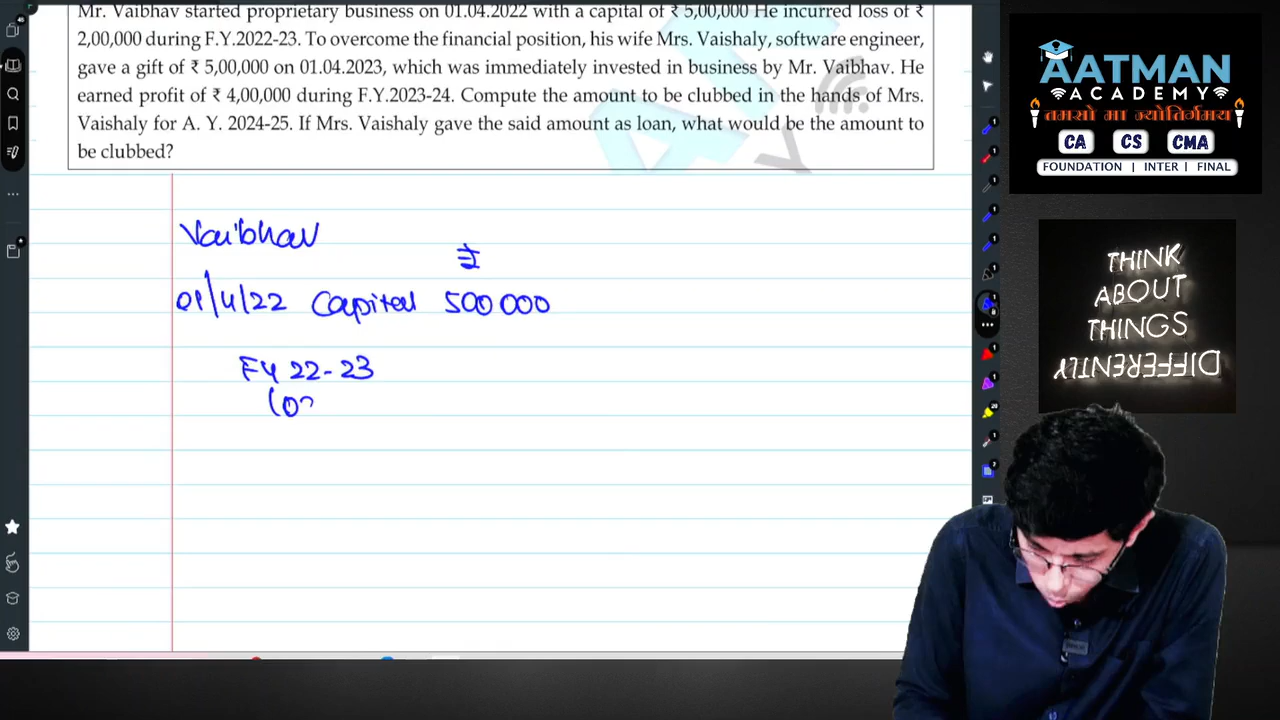 Mr. Vaibhav started proprietary business on 01.04.2022 with a capital of ₹ 5,00,000 He incurred loss of ₹
2,00,000 during F.Y.2022-23. To overcome the financial position, his wife Mrs. Vaishaly, software engineer,
gave a gift of ₹ 5,00,000 on 01.04.2023, which was immediately invested in business by Mr. Vaibhav. He
earned profit of ₹ 4,00,000 during F.Y.2023-24. Compute the amount to be clubbed in the hands of Mrs.
Vaishaly for A. Y. 2024-25. If Mrs. Vaishaly gave the said amount as loan, what would be the amount to
be clubbed?
Vaibhav
₹
01/4/22 Capital 500 000
FY 22-23
AATMAN
ACADEMY
तमसो मा ज्योतिर्गमय
CA CS CMA
FOUNDATION | INTER | FINAL
THINK
ABOUT
THINGS
DIFFERENTLY